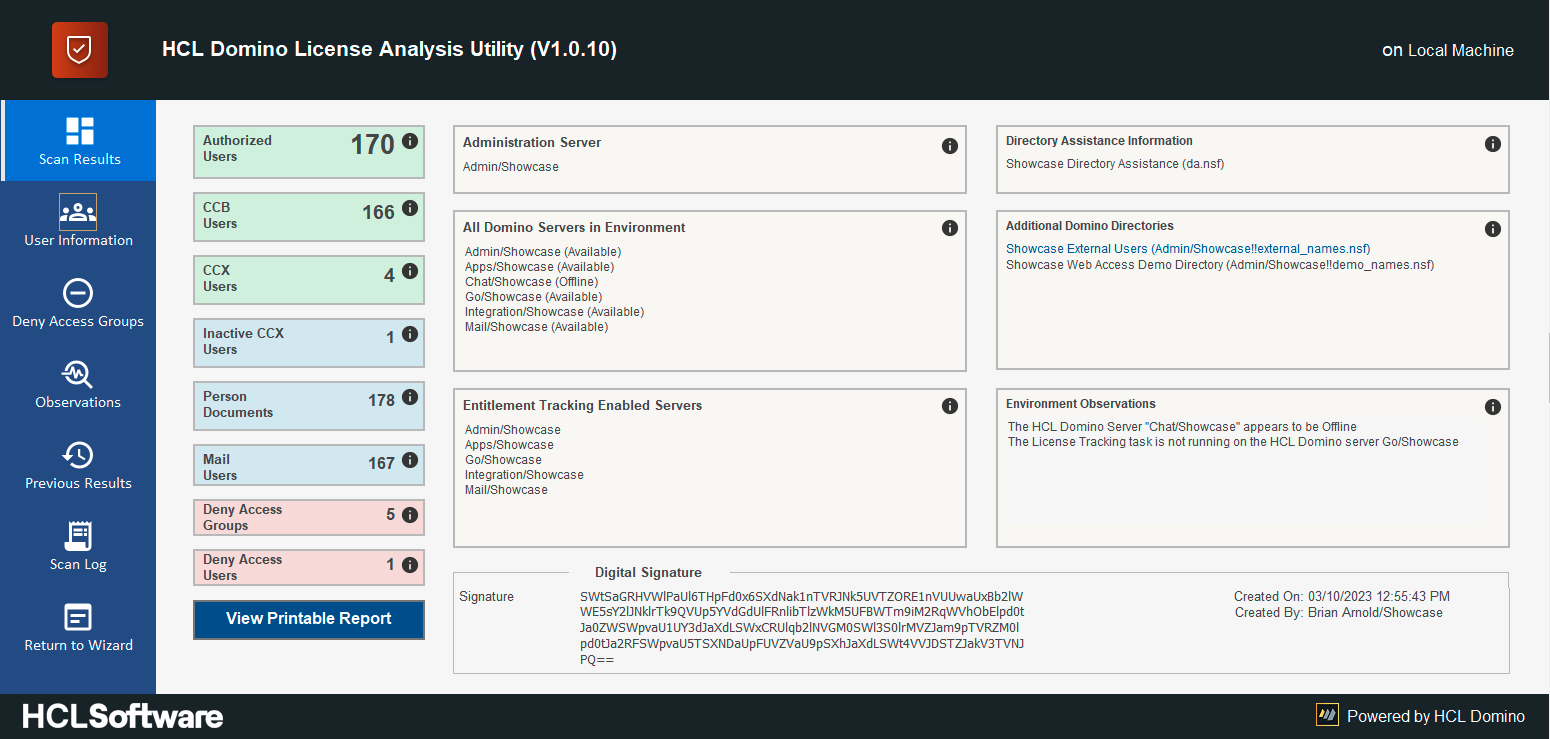 HCL Domino License Analysis Utility (V1.0.10)
on Local Machine
Scan Results
User Information
Deny Access Groups
Observations
Previous Results
Scan Log
Return to Wizard
Authorized
Users
170
CCB
Users
166
CCX
Users
4
Inactive CCX
Users
1
Person
Documents
178
Mail
Users
167
Deny Access
Groups
5
Deny Access
Users
1
View Printable Report
Administration Server
Admin/Showcase
All Domino Servers in Environment
Admin/Showcase (Available)
Apps/Showcase (Available)
Chat/Showcase (Offline)
Go/Showcase (Available)
Integration/Showcase (Available)
Mail/Showcase (Available)
Entitlement Tracking Enabled Servers
Admin/Showcase
Apps/Showcase
Go/Showcase
Integration/Showcase
Mail/Showcase
Directory Assistance Information
Showcase Directory Assistance (da.nsf)
Additional Domino Directories
Showcase External Users (Admin/Showcase!!external_names.nsf)
Showcase Web Access Demo Directory (Admin/Showcase!!demo_names.nsf)
Environment Observations
The HCL Domino Server "Chat/Showcase" appears to be Offline
The License Tracking task is not running on the HCL Domino server Go/Showcase
Digital Signature
Signature
SWtSaGRHVWlPaUl6THpFd0x6SXdNak1nTVRJNk5UVTZORE1nVUUwaUxBb2lW
WE5sY2lJNklrTk9QVUp5YVdGdUlFRnlibTlzWkM5UFBWTm9iM2RqWVhObElpd0t
Ja0ZWSWpvaU1UY3dJaXdLSWxCRUlqb2lNVGM0SWl3S0lrMVZJam9pTVRZM0l
pd0tJa2RFSWpvaU5TSXNDaUpFUVZVaU9pSXhJaXdLSWt4VVJDSTZJakV3TVNJ
PQ==
Created On: 03/10/2023 12:55:43 PM
Created By: Brian Arnold/Showcase
HCLSoftware
Powered by HCL Domino